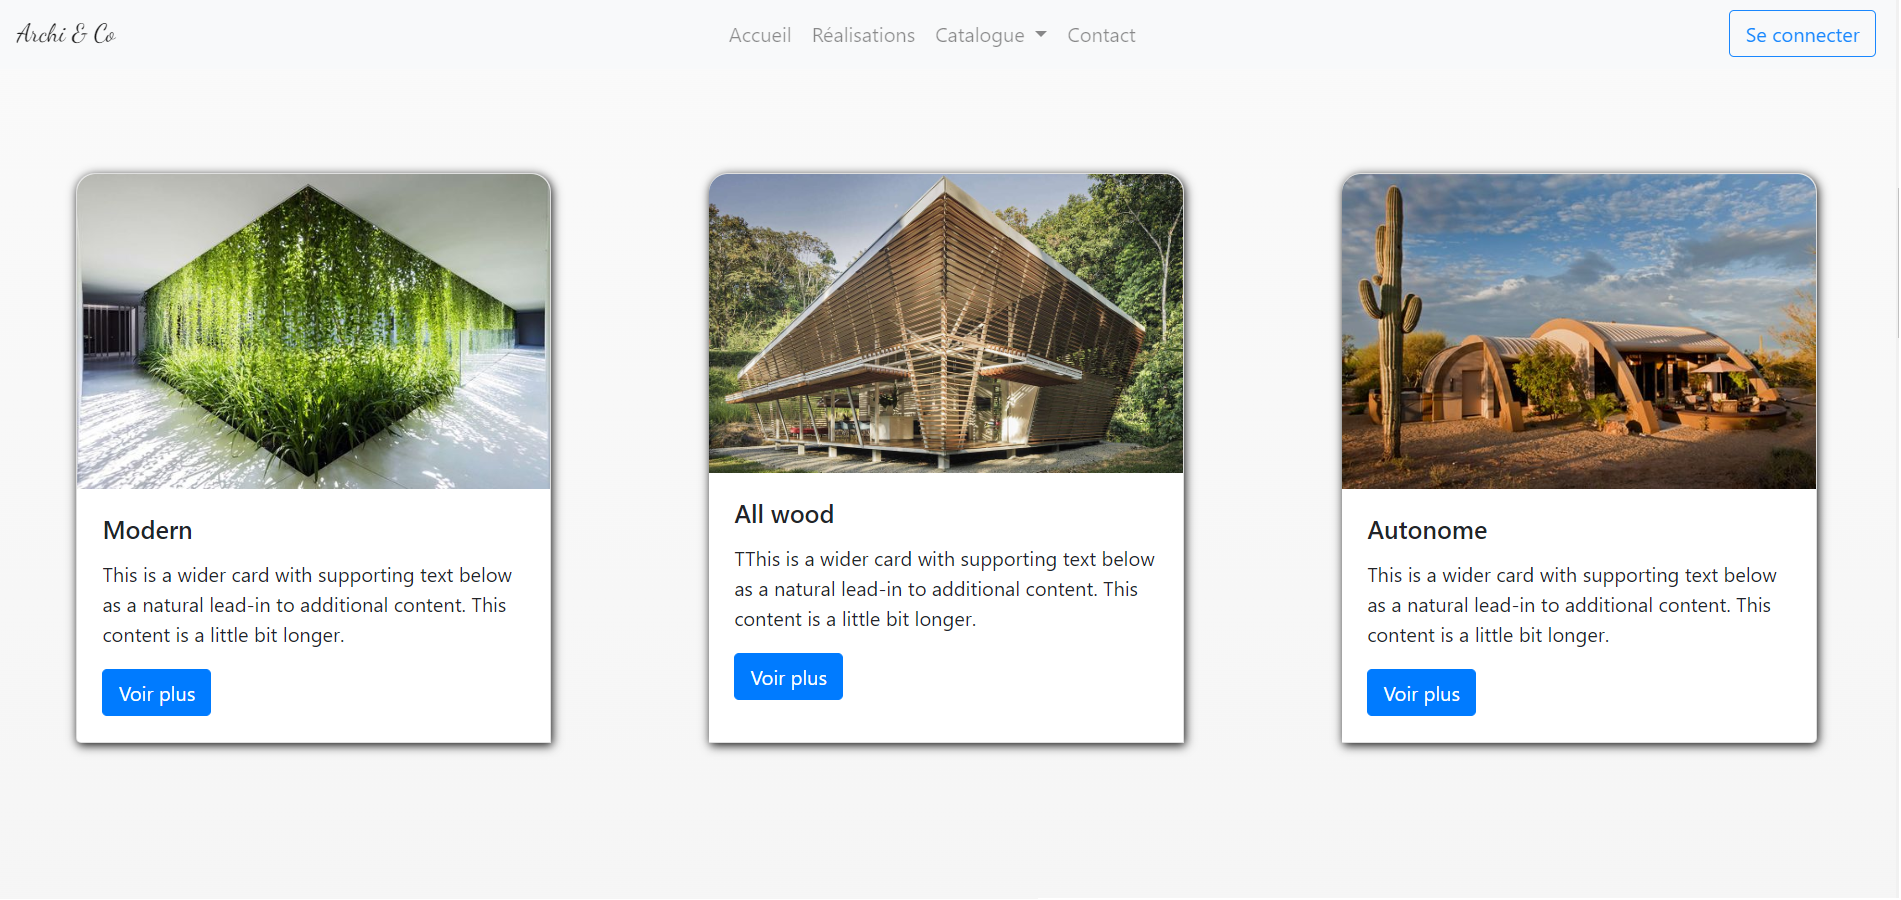 Archi & Co
Accueil Réalisations Catalogue Contact
Se connecter
Modern
This is a wider card with supporting text below
as a natural lead-in to additional content. This
content is a little bit longer.
Voir plus
All wood
TThis is a wider card with supporting text below
as a natural lead-in to additional content. This
content is a little bit longer.
Voir plus
Autonome
This is a wider card with supporting text below
as a natural lead-in to additional content. This
content is a little bit longer.
Voir plus